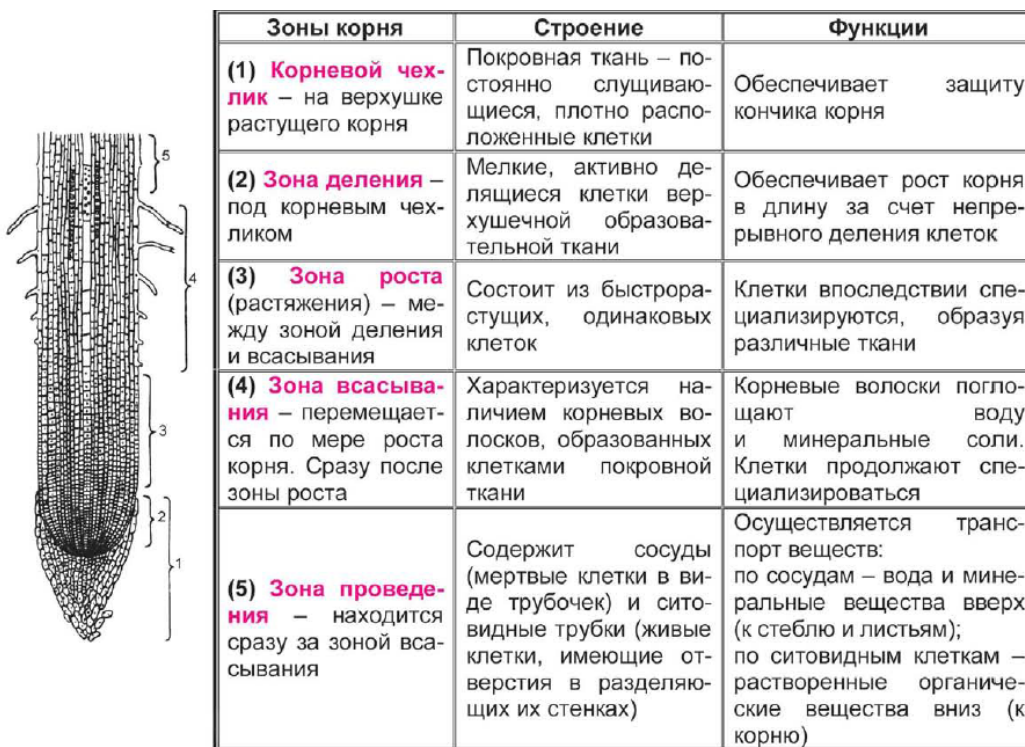 Зоны корня
Строение
Функции
(1) Корневой чех-
лик – на верхушке
растущего корня
Покровная ткань – по-
стоянно слущиваю-
щиеся, плотно распо-
ложенные клетки
Обеспечивает защиту
кончика корня
(2) Зона деления –
под корневым чех-
ликом
Мелкие, активно де-
лящиеся клетки вер-
хушечной образова-
тельной ткани
Обеспечивает рост корня
в длину за счет непре-
рывного деления клеток
(3) Зона роста
(растяжения) – ме-
жду зоной деления
и всасывания
Состоит из быстрора-
стущих, одинаковых
клеток
Клетки впоследствии спе-
циализируются, образуя
различные ткани
(4) Зона всасыва-
ния – перемещает-
ся по мере роста
корня. Сразу после
зоны роста
Характеризуется на-
личием корневых во-
лосков, образованных
клетками покровной
ткани
Корневые волоски погло-
щают воду
и минеральные соли.
Клетки продолжают спе-
циализироваться
(5) Зона проведе-
ния – находится
сразу за зоной вса-
сывания
Содержит сосуды
(мертвые клетки в ви-
де трубочек) и сито-
видные трубки (живые
клетки, имеющие от-
верстия в разделяю-
щих их стенках)
Осуществляется транс-
порт веществ:
по сосудам – вода и мине-
ральные вещества вверх
(к стеблю и листьям);
по ситовидным клеткам –
растворенные органиче-
ские вещества вниз (к
корню)
5
4
3
2
1